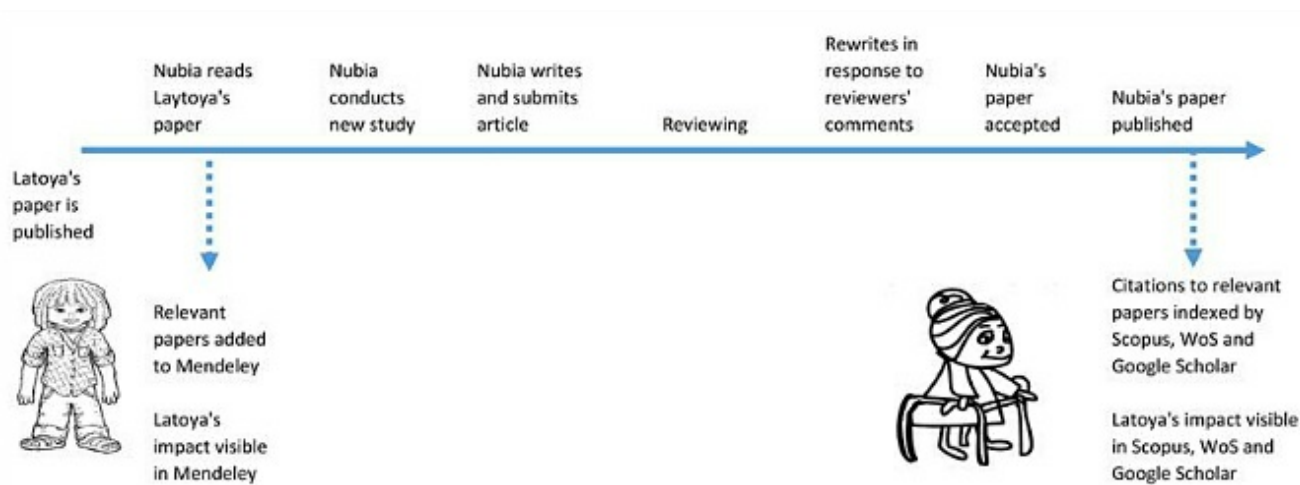 Nubia reads
Laytoya's
paper
Nubia
conducts
new study
Nubia writes
and submits
article
Reviewing
Rewrites in
response to
reviewers'
comments
Nubia's
paper
accepted
Nubia's paper
published
Latoya's
paper is
published
Relevant
papers added
to Mendeley
Latoya's
impact visible
in Mendeley
Citations to relevant
papers indexed by
Scopus, WoS and
Google Scholar
Latoya's impact visible
in Scopus, WoS and
Google Scholar